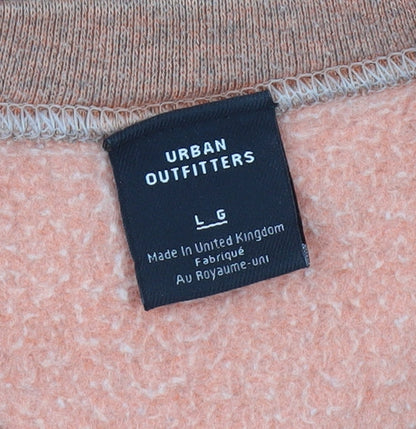 URBAN
OUTFITTERS
L G
Made In United Kingdom
Fabriqué
Au Royaume-uni